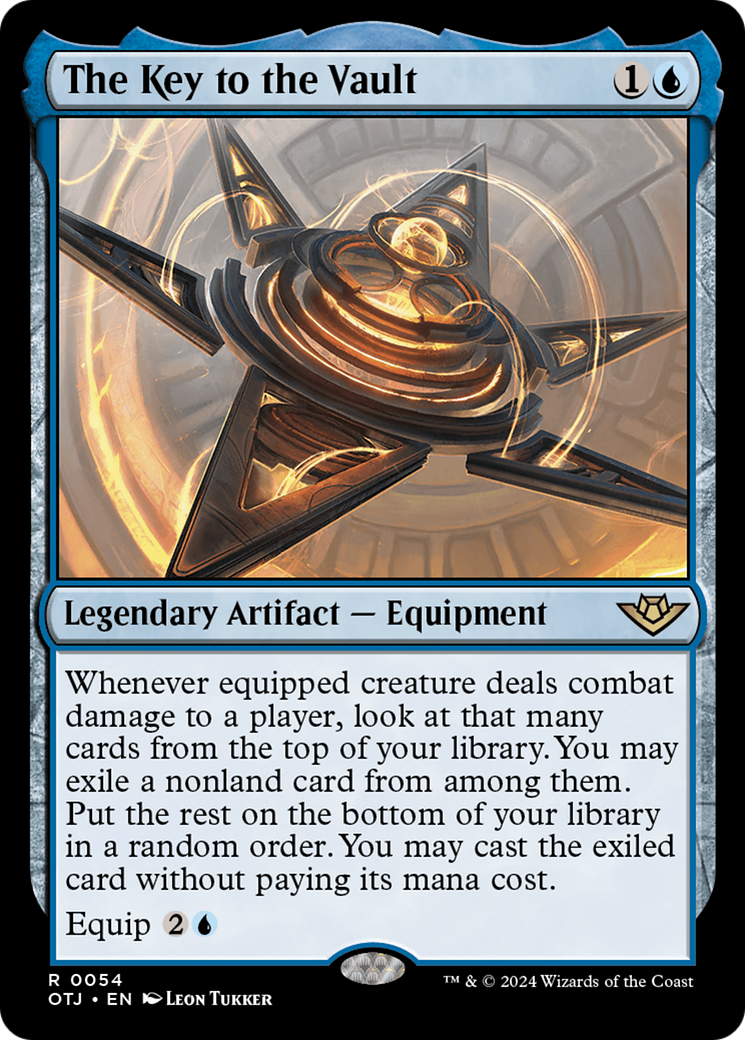 The Key to the Vault 1
Legendary Artifact — Equipment
Whenever equipped creature deals combat
damage to a player, look at that many
cards from the top of your library. You may
exile a nonland card from among them.
Put the rest on the bottom of your library
in a random order. You may cast the exiled
card without paying its mana cost.
Equip 2
R 0054
OTJ • EN Leon Tukker
™ & © 2024 Wizards of the Coast